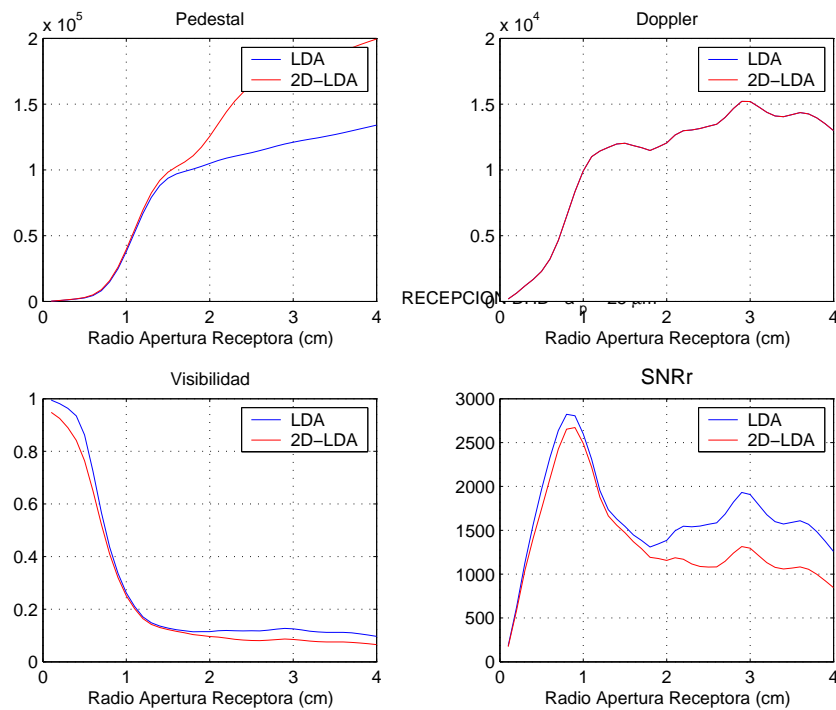 Pedestal
x 10^5
2
1.5
1
0.5
0
0 1 2 3 4
LDA
2D−LDA
Radio Apertura Receptora (cm)
Doppler
x 10^4
2
1.5
1
0.5
0
0 1 2 3 4
LDA
2D−LDA
Radio Apertura Receptora (cm)
RECEPCION
Visibilidad
1
0.8
0.6
0.4
0.2
0
0 1 2 3 4
LDA
2D−LDA
Radio Apertura Receptora (cm)
SNRr
3000
2500
2000
1500
1000
500
0
0 1 2 3 4
LDA
2D−LDA
Radio Apertura Receptora (cm)